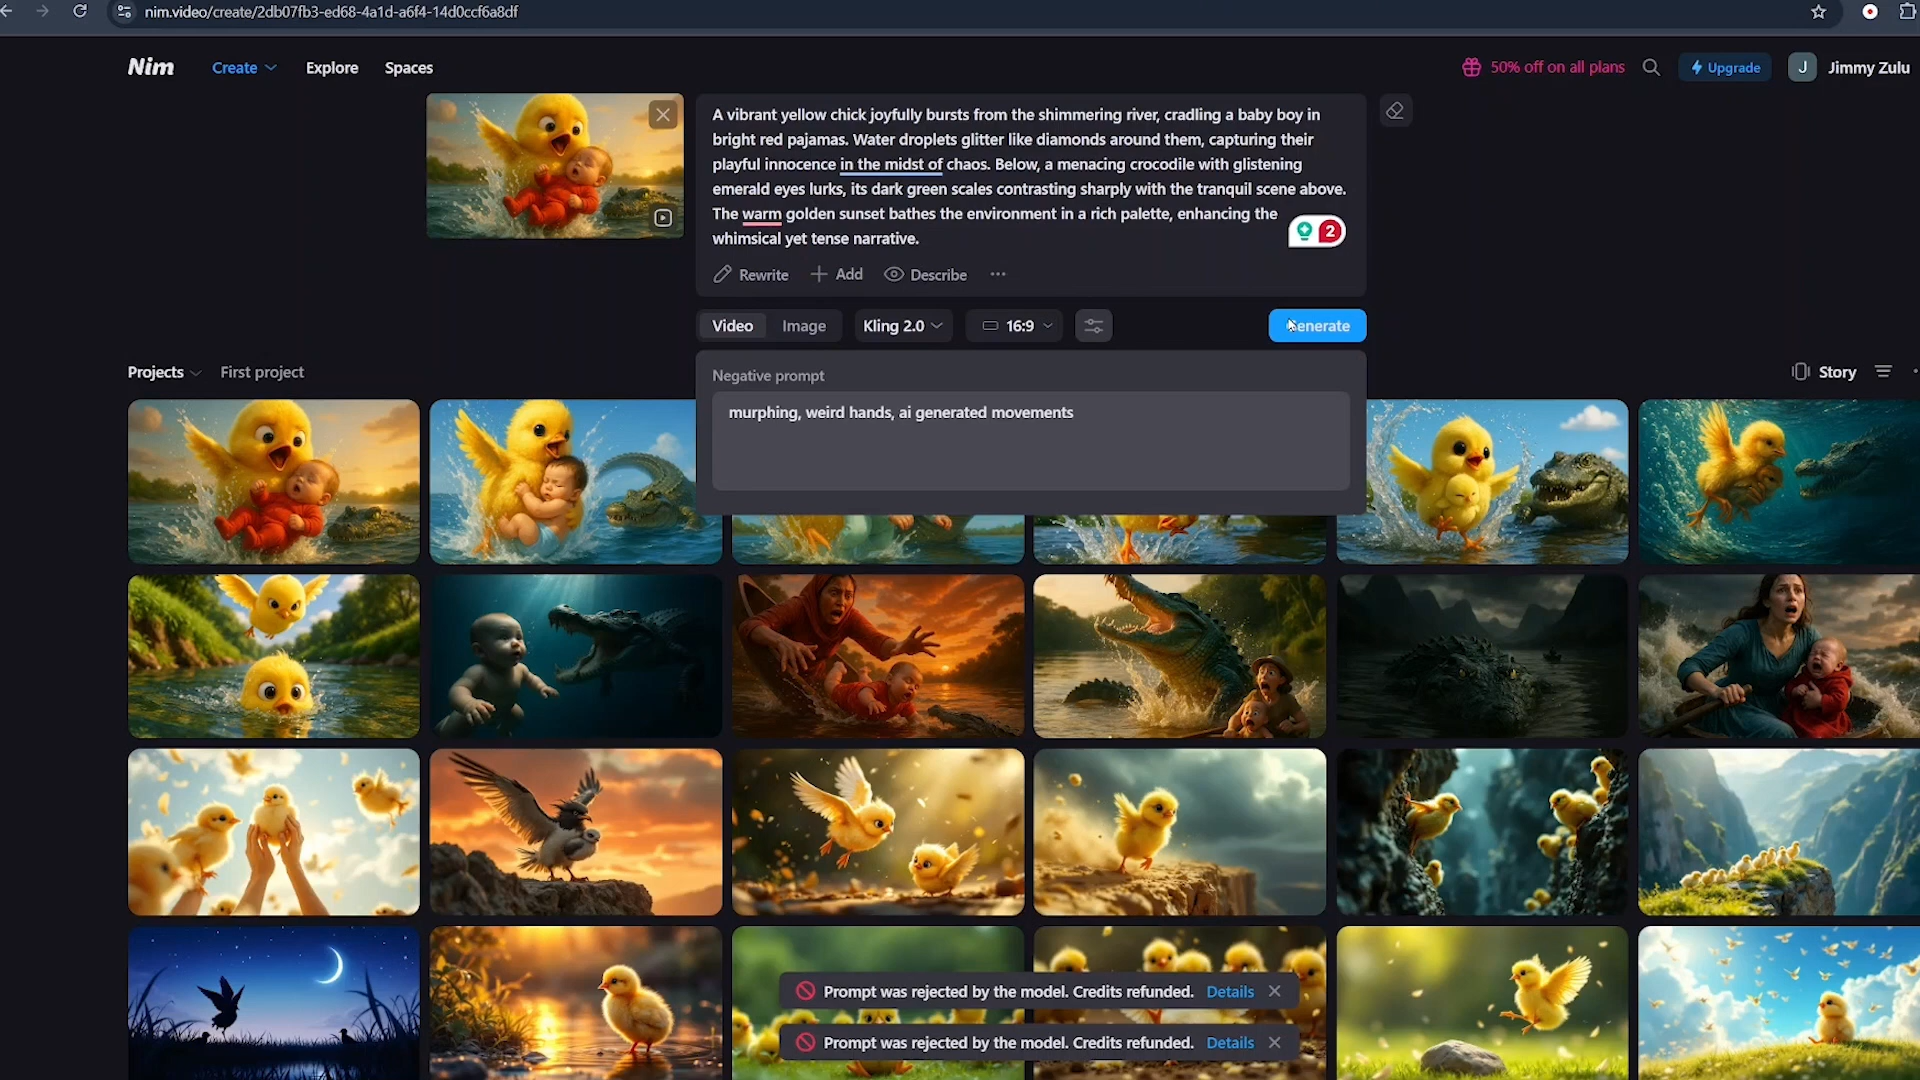 nim.video/create/2db07fb3-ed68-4a1d-a6f4-14d0ccf6a8df
Nim
Create
Explore
Spaces
50% off on all plans
Upgrade
J
Jimmy Zulu
A vibrant yellow chick joyfully bursts from the shimmering river, cradling a baby boy in
bright red pajamas. Water droplets glitter like diamonds around them, capturing their
playful innocence in the midst of chaos. Below, a menacing crocodile with glistening
emerald eyes lurks, its dark green scales contrasting sharply with the tranquil scene above.
The warm golden sunset bathes the environment in a rich palette, enhancing the
whimsical yet tense narrative.
2
Rewrite
Add
Describe
Video
Image
Kling 2.0
16:9
Generate
Projects
First project
Story
Negative prompt
murphing, weird hands, ai generated movements
Prompt was rejected by the model. Credits refunded. Details
Prompt was rejected by the model. Credits refunded. Details